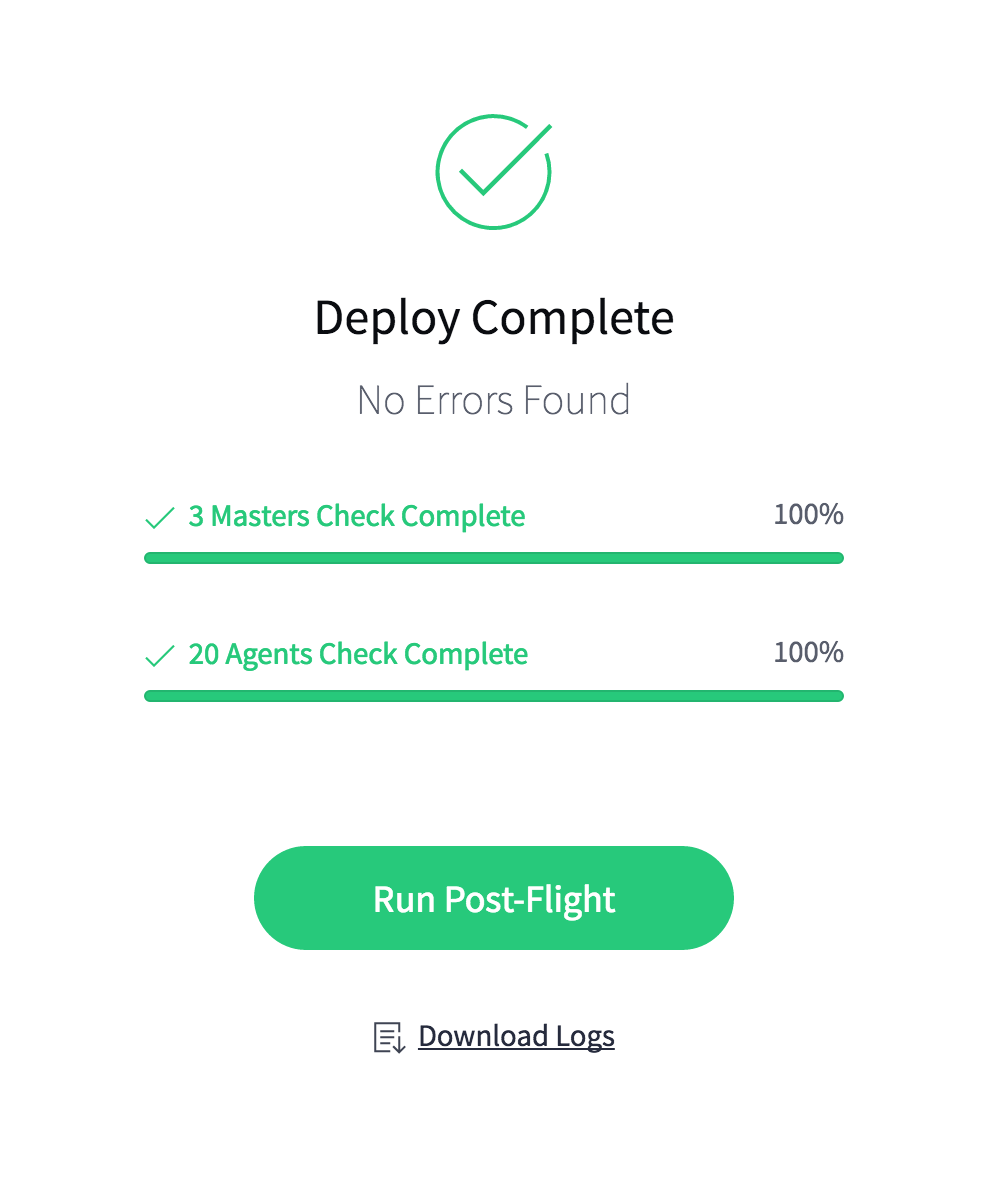 Deploy Complete
No Errors Found
3 Masters Check Complete 100%
20 Agents Check Complete 100%
Run Post-Flight
Download Logs